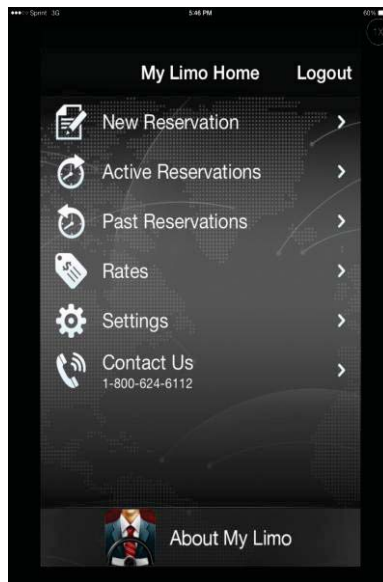 Sprint 3G 5:46 PM 60%
1X
My Limo Home Logout
New Reservation
Active Reservations
Past Reservations
Rates
Settings
Contact Us
1-800-624-6112
About My Limo